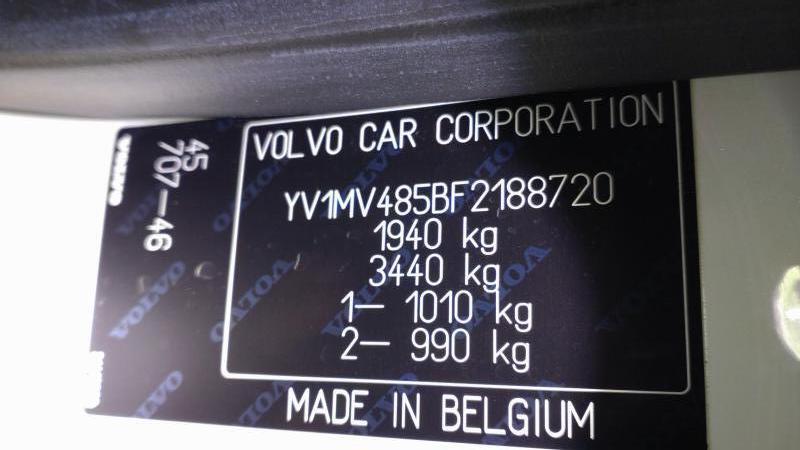 VOLVO CAR CORPORATION
YV1MV485BF2188720
1940 kg
3440 kg
1– 1010 kg
2– 990 kg
MADE IN BELGIUM
VOLVO
45
707–46